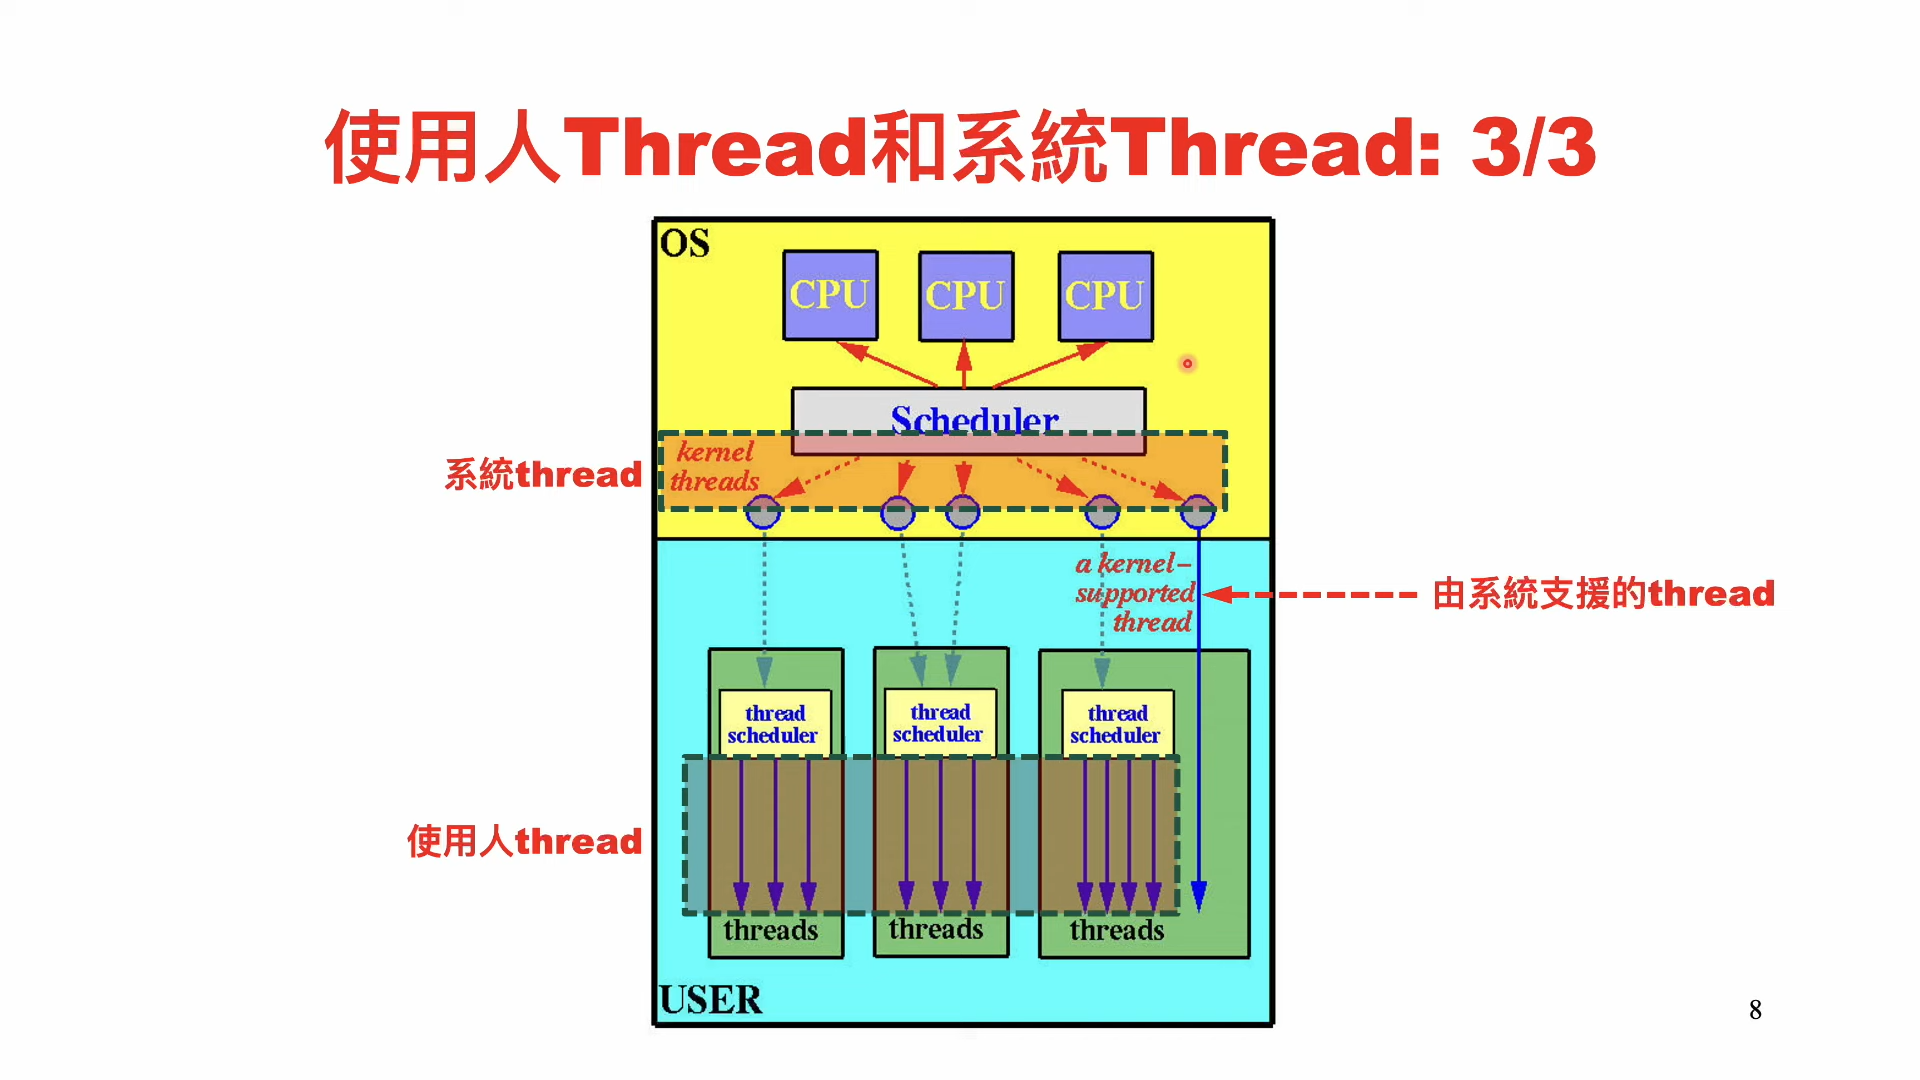 使用人Thread和系統Thread: 3/3
OS
CPU
CPU
CPU
Scheduler
kernel
threads
系統thread
a kernel–
supported
thread
由系統支援的thread
thread
scheduler
thread
scheduler
thread
scheduler
使用人thread
threads
threads
threads
USER
8